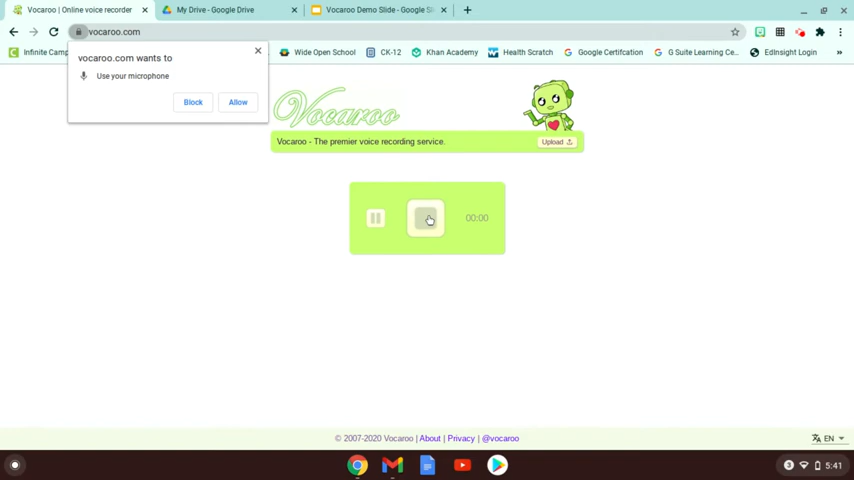 Vocaroo | Online voice recorder
My Drive - Google Drive
Vocaroo Demo Slide - Google Sl
vocaroo.com
Infinite Camp
Wide Open School
CK-12
Khan Academy
Health Scratch
Google Certifcation
G Suite Learning Ce...
EdInsight Login
»
vocaroo.com wants to
Use your microphone
Block
Allow
Vocaroo
Vocaroo - The premier voice recording service.
Upload
00:00
© 2007-2020 Vocaroo | About | Privacy | @vocaroo
EN
3
5:41